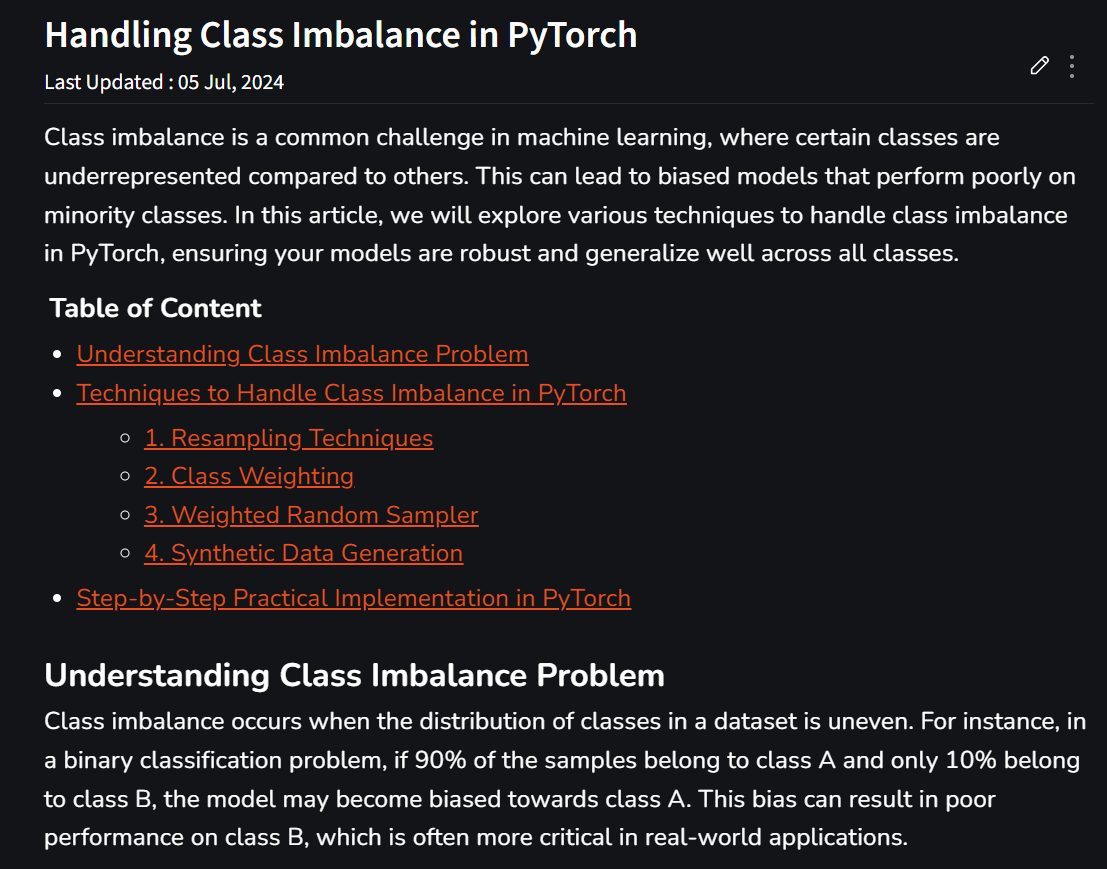 Handling Class Imbalance in PyTorch
Last Updated : 05 Jul, 2024
Class imbalance is a common challenge in machine learning, where certain classes are
underrepresented compared to others. This can lead to biased models that perform poorly on
minority classes. In this article, we will explore various techniques to handle class imbalance
in PyTorch, ensuring your models are robust and generalize well across all classes.
Table of Content
Understanding Class Imbalance Problem
Techniques to Handle Class Imbalance in PyTorch
1. Resampling Techniques
2. Class Weighting
3. Weighted Random Sampler
4. Synthetic Data Generation
Step-by-Step Practical Implementation in PyTorch
Understanding Class Imbalance Problem
Class imbalance occurs when the distribution of classes in a dataset is uneven. For instance, in
a binary classification problem, if 90% of the samples belong to class A and only 10% belong
to class B, the model may become biased towards class A. This bias can result in poor
performance on class B, which is often more critical in real-world applications.